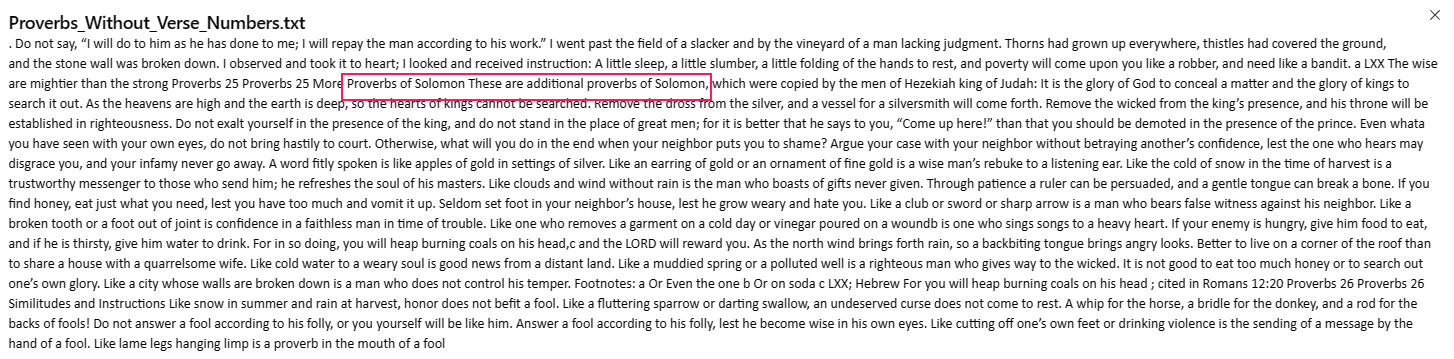 Proverbs_Without_Verse_Numbers.txt
. Do not say, “I will do to him as he has done to me; I will repay the man according to his work.” I went past the field of a slacker and by the vineyard of a man lacking judgment. Thorns had grown up everywhere, thistles had covered the ground,
and the stone wall was broken down. I observed and took it to heart; I looked and received instruction: A little sleep, a little slumber, a little folding of the hands to rest, and poverty will come upon you like a robber, and need like a bandit. a LXX The wise
are mightier than the strong Proverbs 25 Proverbs 25 More Proverbs of Solomon These are additional proverbs of Solomon, which were copied by the men of Hezekiah king of Judah: It is the glory of God to conceal a matter and the glory of kings to
search it out. As the heavens are high and the earth is deep, so the hearts of kings cannot be searched. Remove the dross from the silver, and a vessel for a silversmith will come forth. Remove the wicked from the king’s presence, and his throne will be
established in righteousness. Do not exalt yourself in the presence of the king, and do not stand in the place of great men; for it is better that he says to you, “Come up here!” than that you should be demoted in the presence of the prince. Even whata
you have seen with your own eyes, do not bring hastily to court. Otherwise, what will you do in the end when your neighbor puts you to shame? Argue your case with your neighbor without betraying another’s confidence, lest the one who hears may
disgrace you, and your infamy never go away. A word fitly spoken is like apples of gold in settings of silver. Like an earring of gold or an ornament of fine gold is a wise man’s rebuke to a listening ear. Like the cold of snow in the time of harvest is a
trustworthy messenger to those who send him; he refreshes the soul of his masters. Like clouds and wind without rain is the man who boasts of gifts never given. Through patience a ruler can be persuaded, and a gentle tongue can break a bone. If you
find honey, eat just what you need, lest you have too much and vomit it up. Seldom set foot in your neighbor’s house, lest he grow weary and hate you. Like a club or sword or sharp arrow is a man who bears false witness against his neighbor. Like a
broken tooth or a foot out of joint is confidence in a faithless man in time of trouble. Like one who removes a garment on a cold day or vinegar poured on a woundb is one who sings songs to a heavy heart. If your enemy is hungry, give him food to eat,
and if he is thirsty, give him water to drink. For in so doing, you will heap burning coals on his head,c and the LORD will reward you. As the north wind brings forth rain, so a backbiting tongue brings angry looks. Better to live on a corner of the roof than
to share a house with a quarrelsome wife. Like cold water to a weary soul is good news from a distant land. Like a muddied spring or a polluted well is a righteous man who gives way to the wicked. It is not good to eat too much honey or to search out
one’s own glory. Like a city whose walls are broken down is a man who does not control his temper. Footnotes: a Or Even the one b Or on soda c LXX; Hebrew For you will heap burning coals on his head ; cited in Romans 12:20 Proverbs 26 Proverbs 26
Similitudes and Instructions Like snow in summer and rain at harvest, honor does not befit a fool. Like a fluttering sparrow or darting swallow, an undeserved curse does not come to rest. A whip for the horse, a bridle for the donkey, and a rod for the
backs of fools! Do not answer a fool according to his folly, or you yourself will be like him. Answer a fool according to his folly, lest he become wise in his own eyes. Like cutting off one’s own feet or drinking violence is the sending of a message by the
hand of a fool. Like lame legs hanging limp is a proverb in the mouth of a fool